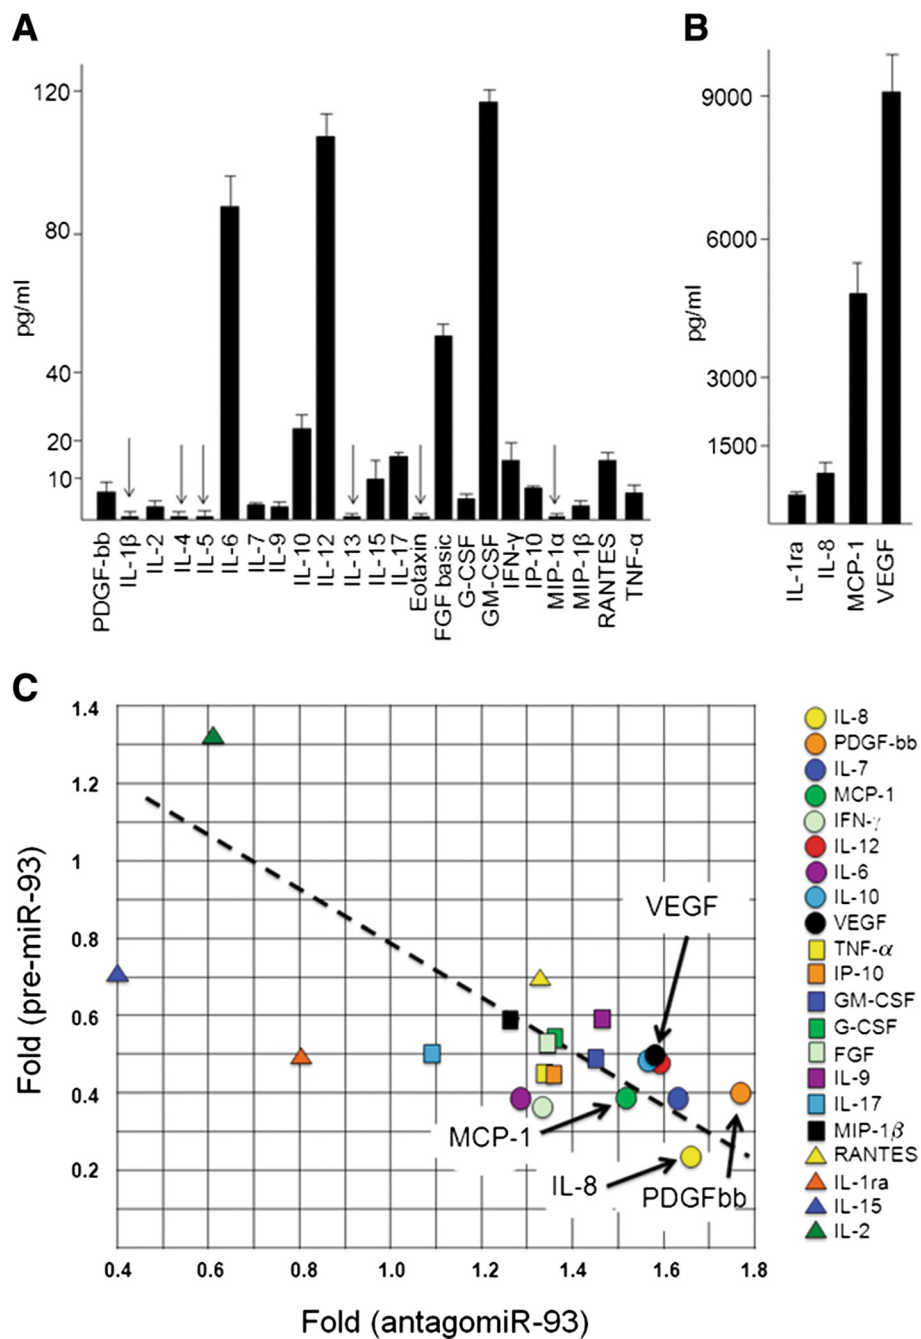 A
B
120
80
40
20
10
pg/ml
PDGF-bb
IL-1β
IL-2
IL-4
IL-5
IL-6
IL-7
IL-9
IL-10
IL-12
IL-13
IL-15
IL-17
Eotaxin
FGF basic
G-CSF
GM-CSF
IFN-γ
IP-10
MIP-1α
MIP-1β
RANTES
TNF-α
9000
6000
3000
1500
pg/ml
IL-1ra
IL-8
MCP-1
VEGF
C
1.4
1.2
1
0.8
0.6
0.4
0.2
Fold (pre-miR-93)
VEGF
MCP-1
IL-8
PDGFbb
0.4 0.6 0.8 1.0 1.2 1.4 1.6 1.8
Fold (antagomiR-93)
IL-8
PDGF-bb
IL-7
MCP-1
IFN-γ
IL-12
IL-6
IL-10
VEGF
TNF-α
IP-10
GM-CSF
G-CSF
FGF
IL-9
IL-17
MIP-1β
RANTES
IL-1ra
IL-15
IL-2